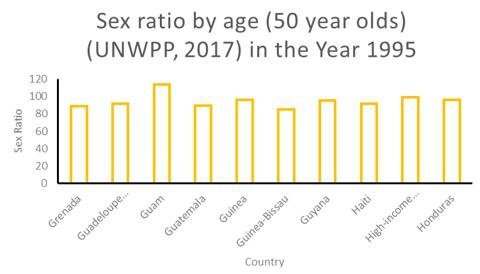 Sex ratio by age (50 year olds)
(UNWPP, 2017) in the Year 1995
120
100
80
60
40
20
0
Sex Ratio
Grenada
Guadeloupe...
Guam
Guatemala
Guinea
Guinea-Bissau
Guyana
Haiti
High-income...
Honduras
Country